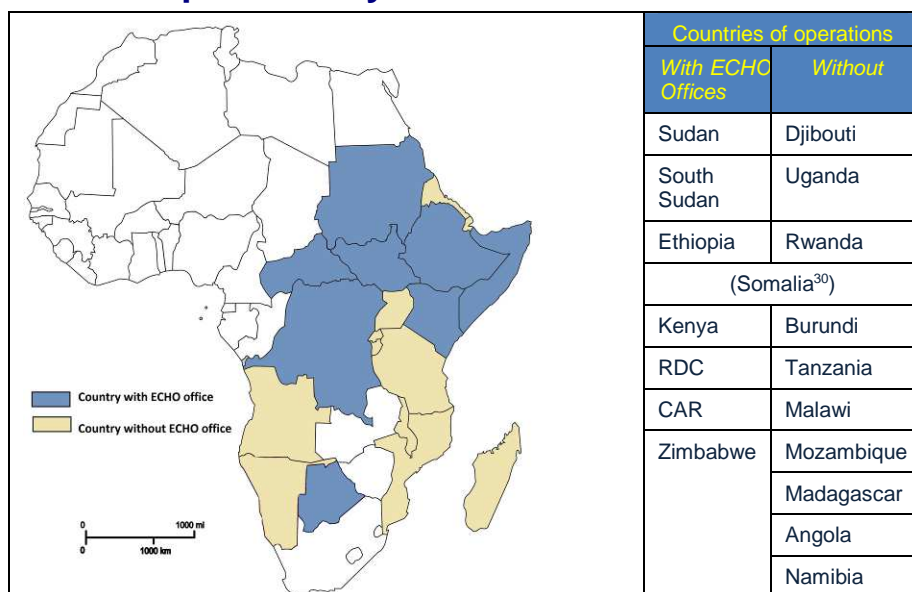 Country with ECHO office
Country without ECHO office
0 1000 mi
0 1000 km
Countries of operations
With ECHO Without
Offices
Sudan Djibouti
South Uganda
Sudan
Ethiopia Rwanda
(Somalia30)
Kenya Burundi
RDC Tanzania
CAR Malawi
Zimbabwe Mozambique
Madagascar
Angola
Namibia